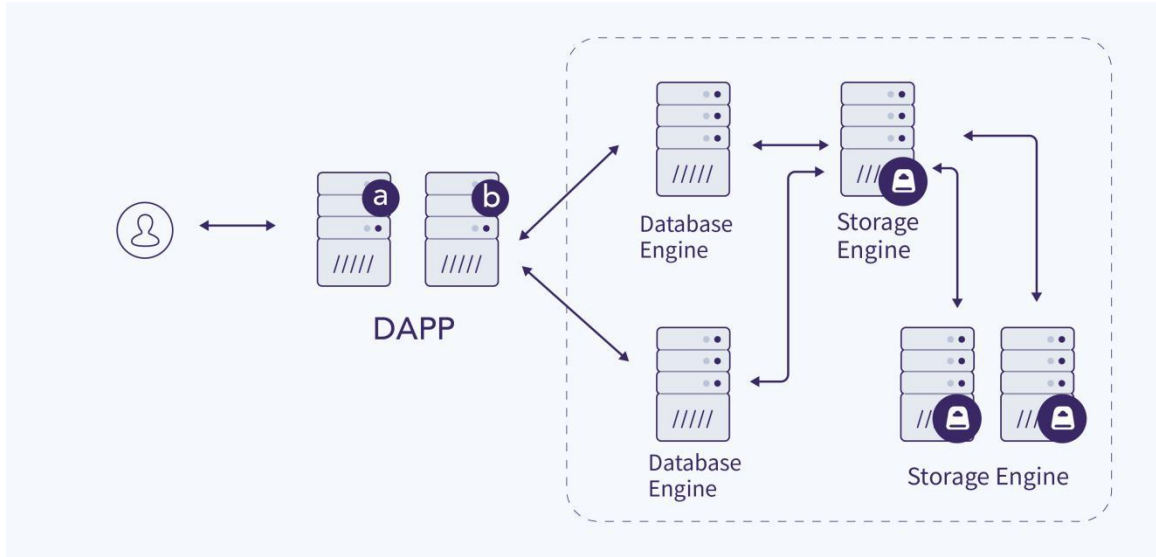 a
b
DAPP
Database
Engine
Storage
Engine
Database
Engine
Storage Engine